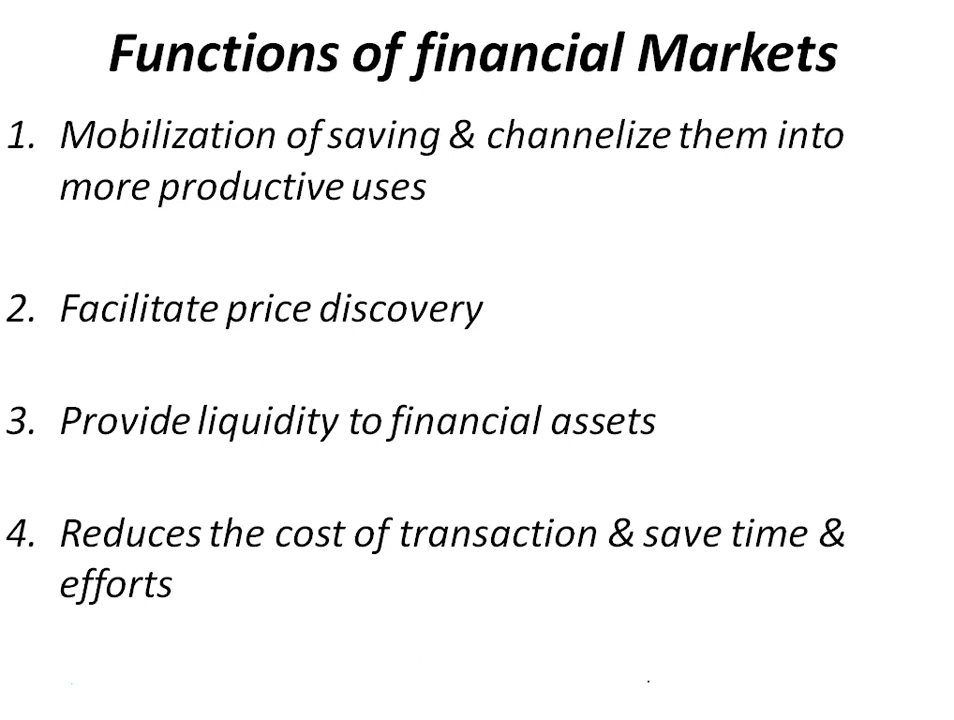 Functions of financial Markets
1. Mobilization of saving & channelize them into
more productive uses
2. Facilitate price discovery
3. Provide liquidity to financial assets
4. Reduces the cost of transaction & save time &
efforts